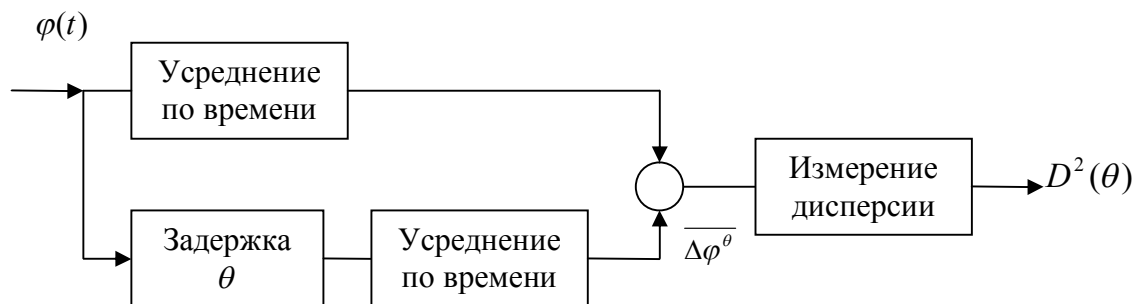 φ(t)
Усреднение
по времени
Измерение
дисперсии
D²(θ)
Задержка
θ
Усреднение
по времени
Δφ^θ